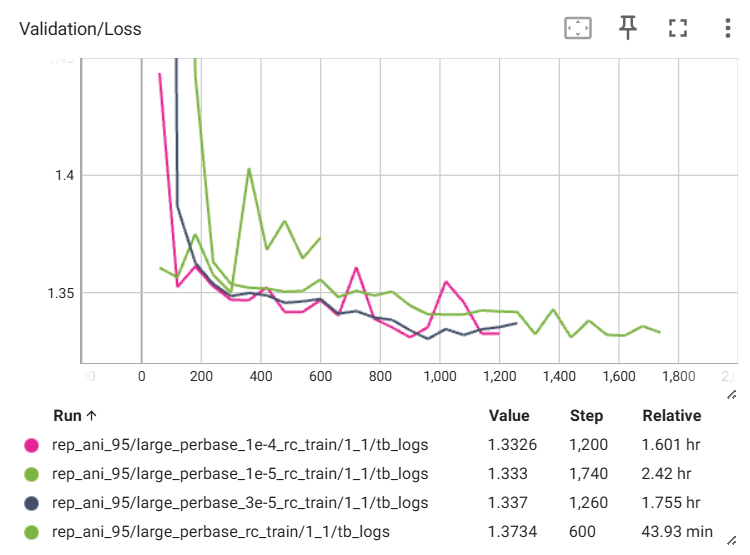 Validation/Loss
1.45
1.4
1.35
0 200 400 600 800 1,000 1,200 1,400 1,600 1,800
Run ↑ Value Step Relative
rep_ani_95/large_perbase_1e-4_rc_train/1_1/tb_logs 1.3326 1,200 1.601 hr
rep_ani_95/large_perbase_1e-5_rc_train/1_1/tb_logs 1.333 1,740 2.42 hr
rep_ani_95/large_perbase_3e-5_rc_train/1_1/tb_logs 1.337 1,260 1.755 hr
rep_ani_95/large_perbase_rc_train/1_1/tb_logs 1.3734 600 43.93 min